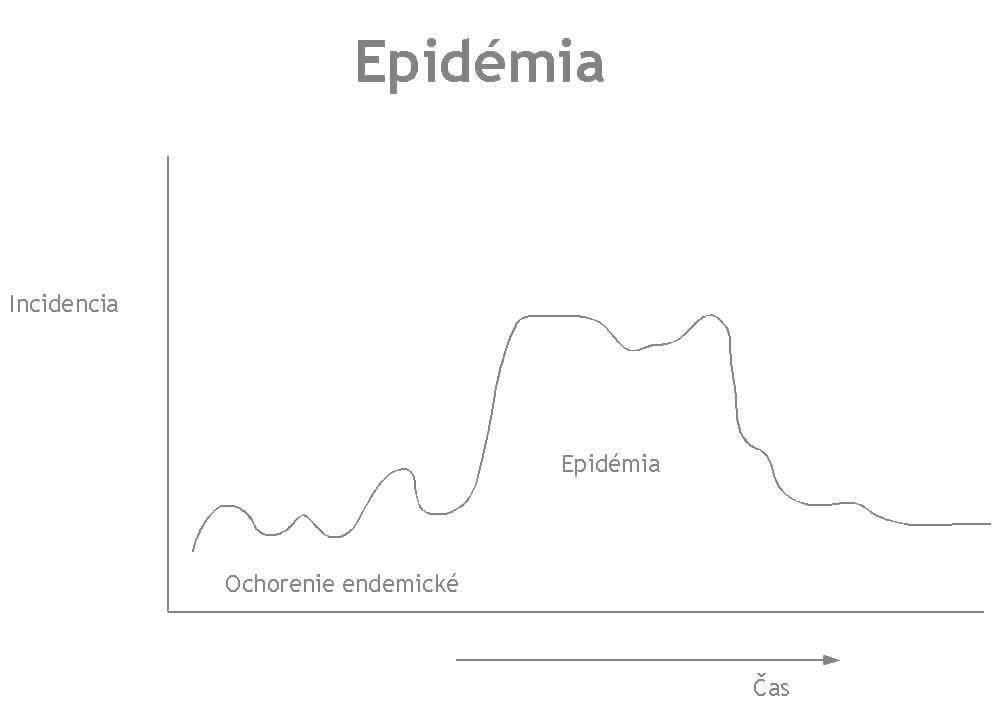 Epidémia
Incidencia
Epidémia
Ochorenie endemické
Čas